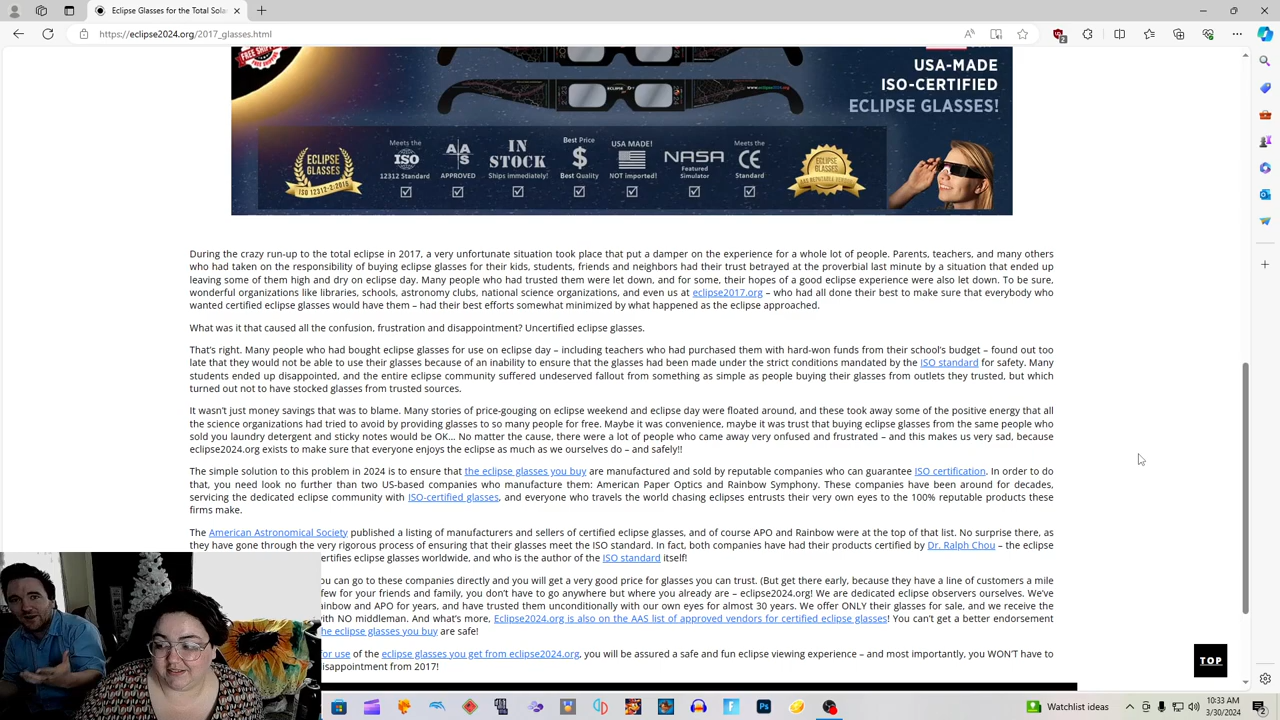 Eclipse Glasses for the Total Sola
https://eclipse2024.org/2017_glasses.html
2
FREE SHIPPING
USA-MADE
ISO-CERTIFIED
ECLIPSE GLASSES!
ECLIPSE GLASSES ISO 12312-2:2015
Meets the ISO 12312 Standard
AAS APPROVED
IN STOCK Ships immediately!
Best Price $ Best Quality
USA MADE! NOT imported!
NASA Featured Simulator
Meets the CE Standard
ECLIPSE GLASSES AAS REPUTABLE VENDOR
During the crazy run-up to the total eclipse in 2017, a very unfortunate situation took place that put a damper on the experience for a whole lot of people. Parents, teachers, and many others
who had taken on the responsibility of buying eclipse glasses for their kids, students, friends and neighbors had their trust betrayed at the proverbial last minute by a situation that ended up
leaving some of them high and dry on eclipse day. Many people who had trusted them were let down, and for some, their hopes of a good eclipse experience were also let down. To be sure,
wonderful organizations like libraries, schools, astronomy clubs, national science organizations, and even us at eclipse2017.org – who had all done their best to make sure that everybody who
wanted certified eclipse glasses would have them – had their best efforts somewhat minimized by what happened as the eclipse approached.
What was it that caused all the confusion, frustration and disappointment? Uncertified eclipse glasses.
That's right. Many people who had bought eclipse glasses for use on eclipse day – including teachers who had purchased them with hard-won funds from their school's budget – found out too
late that they would not be able to use their glasses because of an inability to ensure that the glasses had been made under the strict conditions mandated by the ISO standard for safety. Many
students ended up disappointed, and the entire eclipse community suffered undeserved fallout from something as simple as people buying their glasses from outlets they trusted, but which
turned out not to have stocked glasses from trusted sources.
It wasn't just money savings that was to blame. Many stories of price-gouging on eclipse weekend and eclipse day were floated around, and these took away some of the positive energy that all
the science organizations had tried to avoid by providing glasses to so many people for free. Maybe it was convenience, maybe it was trust that buying eclipse glasses from the same people who
sold you laundry detergent and sticky notes would be OK... No matter the cause, there were a lot of people who came away very onfused and frustrated – and this makes us very sad, because
eclipse2024.org exists to make sure that everyone enjoys the eclipse as much as we ourselves do – and safely!!
The simple solution to this problem in 2024 is to ensure that the eclipse glasses you buy are manufactured and sold by reputable companies who can guarantee ISO certification. In order to do
that, you need look no further than two US-based companies who manufacture them: American Paper Optics and Rainbow Symphony. These companies have been around for decades,
servicing the dedicated eclipse community with ISO-certified glasses, and everyone who travels the world chasing eclipses entrusts their very own eyes to the 100% reputable products these
firms make.
The American Astronomical Society published a listing of manufacturers and sellers of certified eclipse glasses, and of course APO and Rainbow were at the top of that list. No surprise there, as
they have gone through the very rigorous process of ensuring that their glasses meet the ISO standard. In fact, both companies have had their products certified by Dr. Ralph Chou – the eclipse
ertifies eclipse glasses worldwide, and who is the author of the ISO standard itself!
ou can go to these companies directly and you will get a very good price for glasses you can trust. (But get there early, because they have a line of customers a mile
few for your friends and family, you don't have to go anywhere but where you already are – eclipse2024.org! We are dedicated eclipse observers ourselves. We've
ainbow and APO for years, and have trusted them unconditionally with our own eyes for almost 30 years. We offer ONLY their glasses for sale, and we receive the
ith NO middleman. And what's more, Eclipse2024.org is also on the AAS list of approved vendors for certified eclipse glasses! You can't get a better endorsement
he eclipse glasses you buy are safe!
or use of the eclipse glasses you get from eclipse2024.org, you will be assured a safe and fun eclipse viewing experience – and most importantly, you WON'T have to
isappointment from 2017!
TOP
Watchlist ideas
10:33 AM
3/30/2024